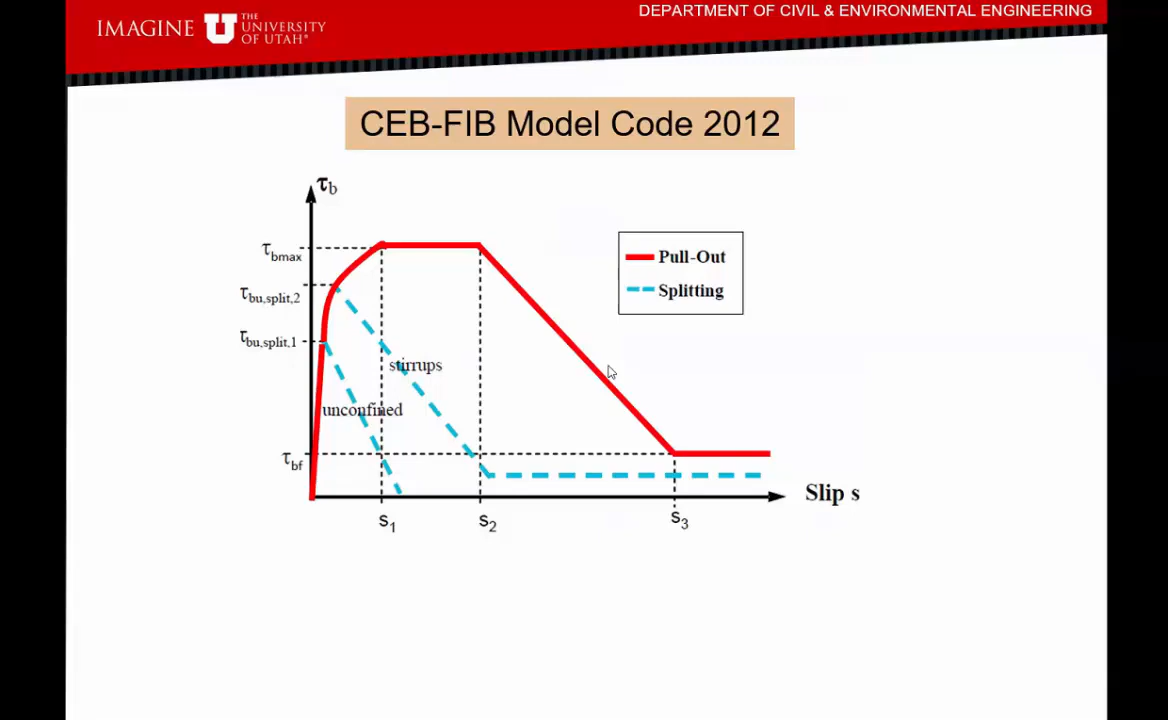 DEPARTMENT OF CIVIL & ENVIRONMENTAL ENGINEERING
IMAGINE U THE UNIVERSITY OF UTAH®
CEB-FIB Model Code 2012
τb
τbmax
τbu,split,2
τbu,split,1
τbf
Pull-Out
Splitting
stirrups
unconfined
Slip s
s1
s2
s3